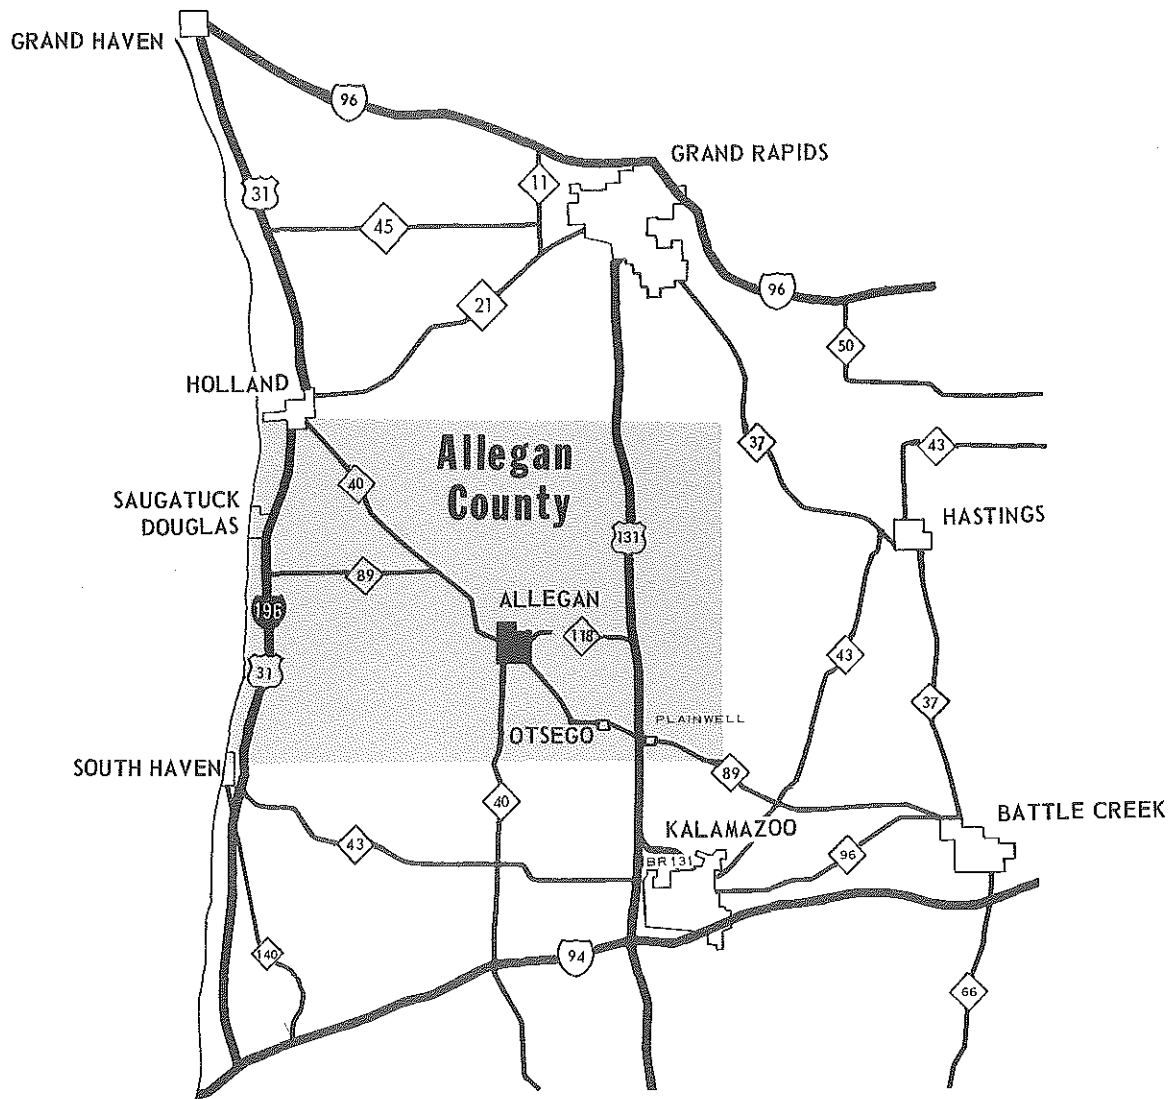 GRAND HAVEN
96
GRAND RAPIDS
11
31
45
96
21
50
HOLLAND
Allegan
County
37
43
40
SAUGATUCK
DOUGLAS
HASTINGS
131
89
ALLEGAN
196
118
43
31
37
PLAINWELL
OTSEGO
SOUTH HAVEN
89
40
BATTLE CREEK
KALAMAZOO
43
BR 131
96
140
94
66